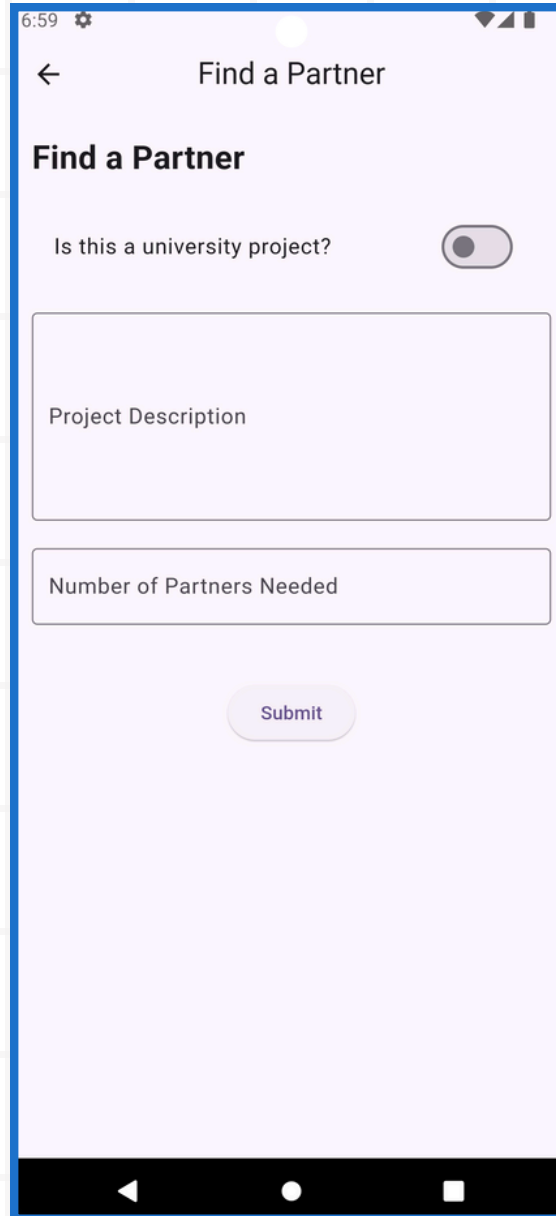 6:59
Find a Partner
Find a Partner
Is this a university project?
Project Description
Number of Partners Needed
Submit